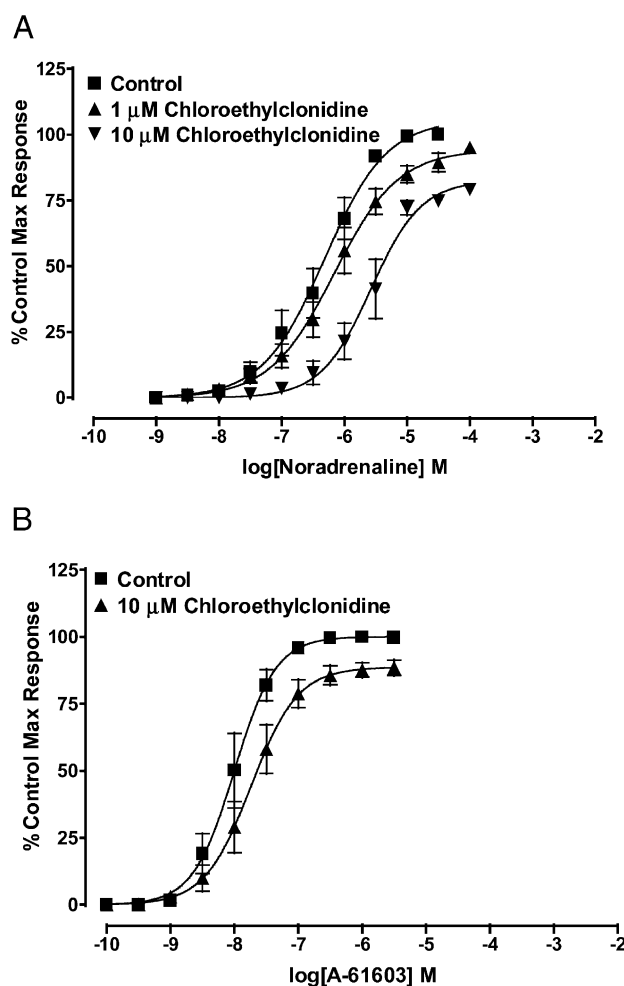 A
125
Control
1 μM Chloroethylclonidine
10 μM Chloroethylclonidine
100
75
50
25
0
% Control Max Response
-10 -9 -8 -7 -6 -5 -4 -3 -2
log[Noradrenaline] M
B
125
Control
10 μM Chloroethylclonidine
100
75
50
25
0
% Control Max Response
-10 -9 -8 -7 -6 -5 -4 -3 -2
log[A-61603] M